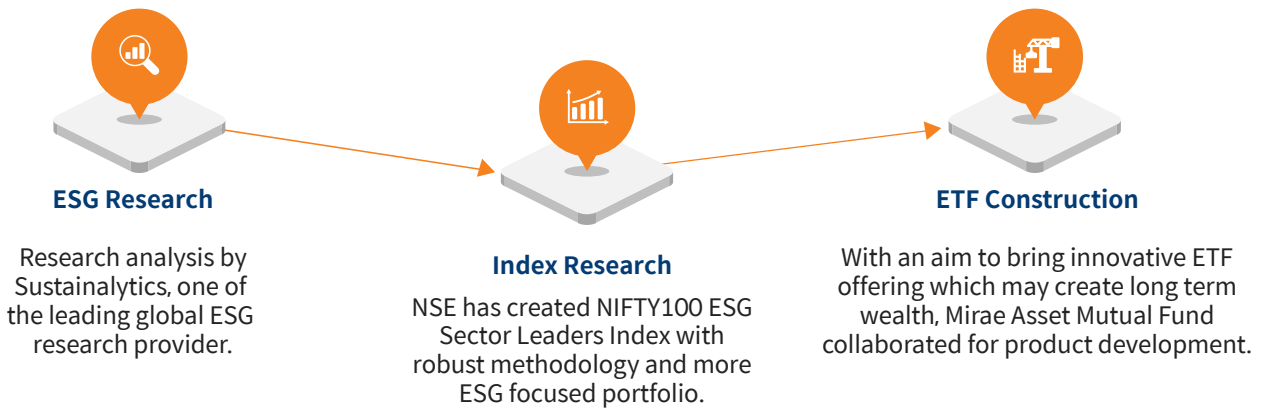 ESG Research
Research analysis by
Sustainalytics, one of
the leading global ESG
research provider.
Index Research
NSE has created NIFTY100 ESG
Sector Leaders Index with
robust methodology and more
ESG focused portfolio.
ETF Construction
With an aim to bring innovative ETF
offering which may create long term
wealth, Mirae Asset Mutual Fund
collaborated for product development.